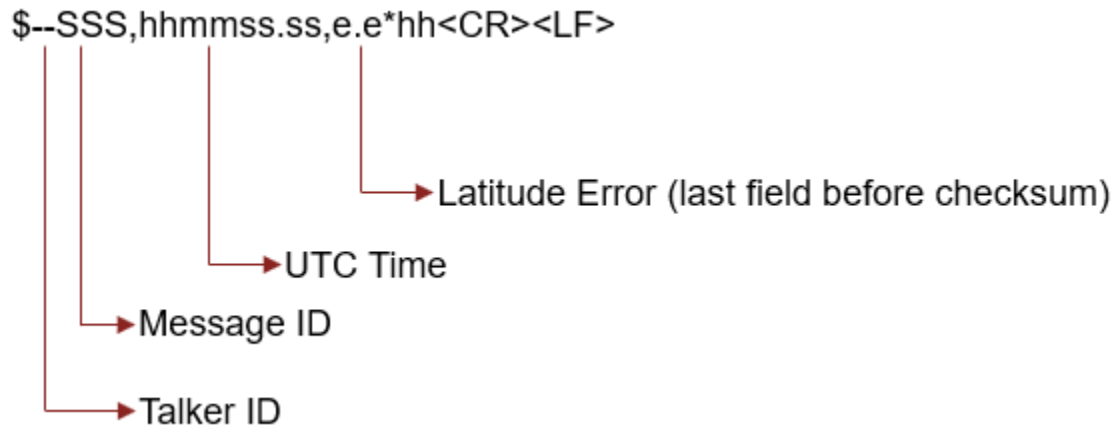 $--SSS,hhmmss.ss,e.e*hh<CR><LF>
Latitude Error (last field before checksum)
UTC Time
Message ID
Talker ID